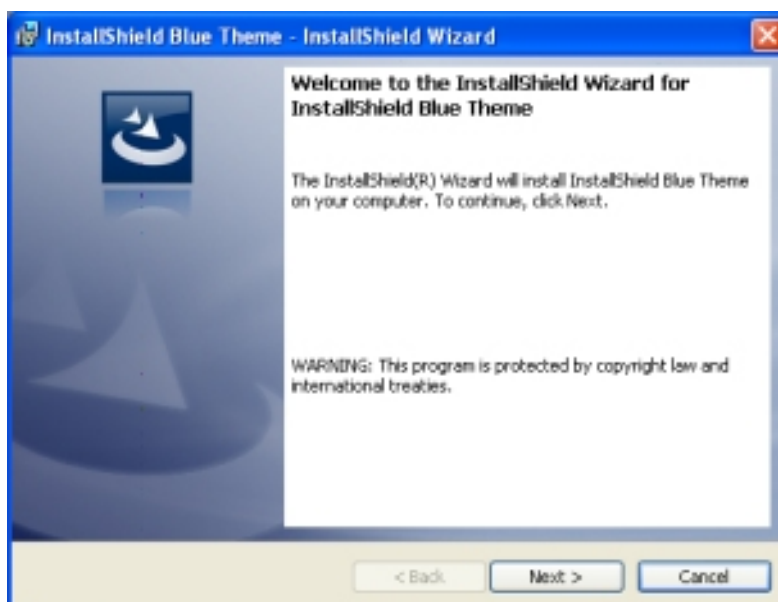 InstallShield Blue Theme - InstallShield Wizard
Welcome to the InstallShield Wizard for
InstallShield Blue Theme
The InstallShield(R) Wizard will install InstallShield Blue Theme
on your computer. To continue, click Next.
WARNING: This program is protected by copyright law and
international treaties.
< Back
Next >
Cancel